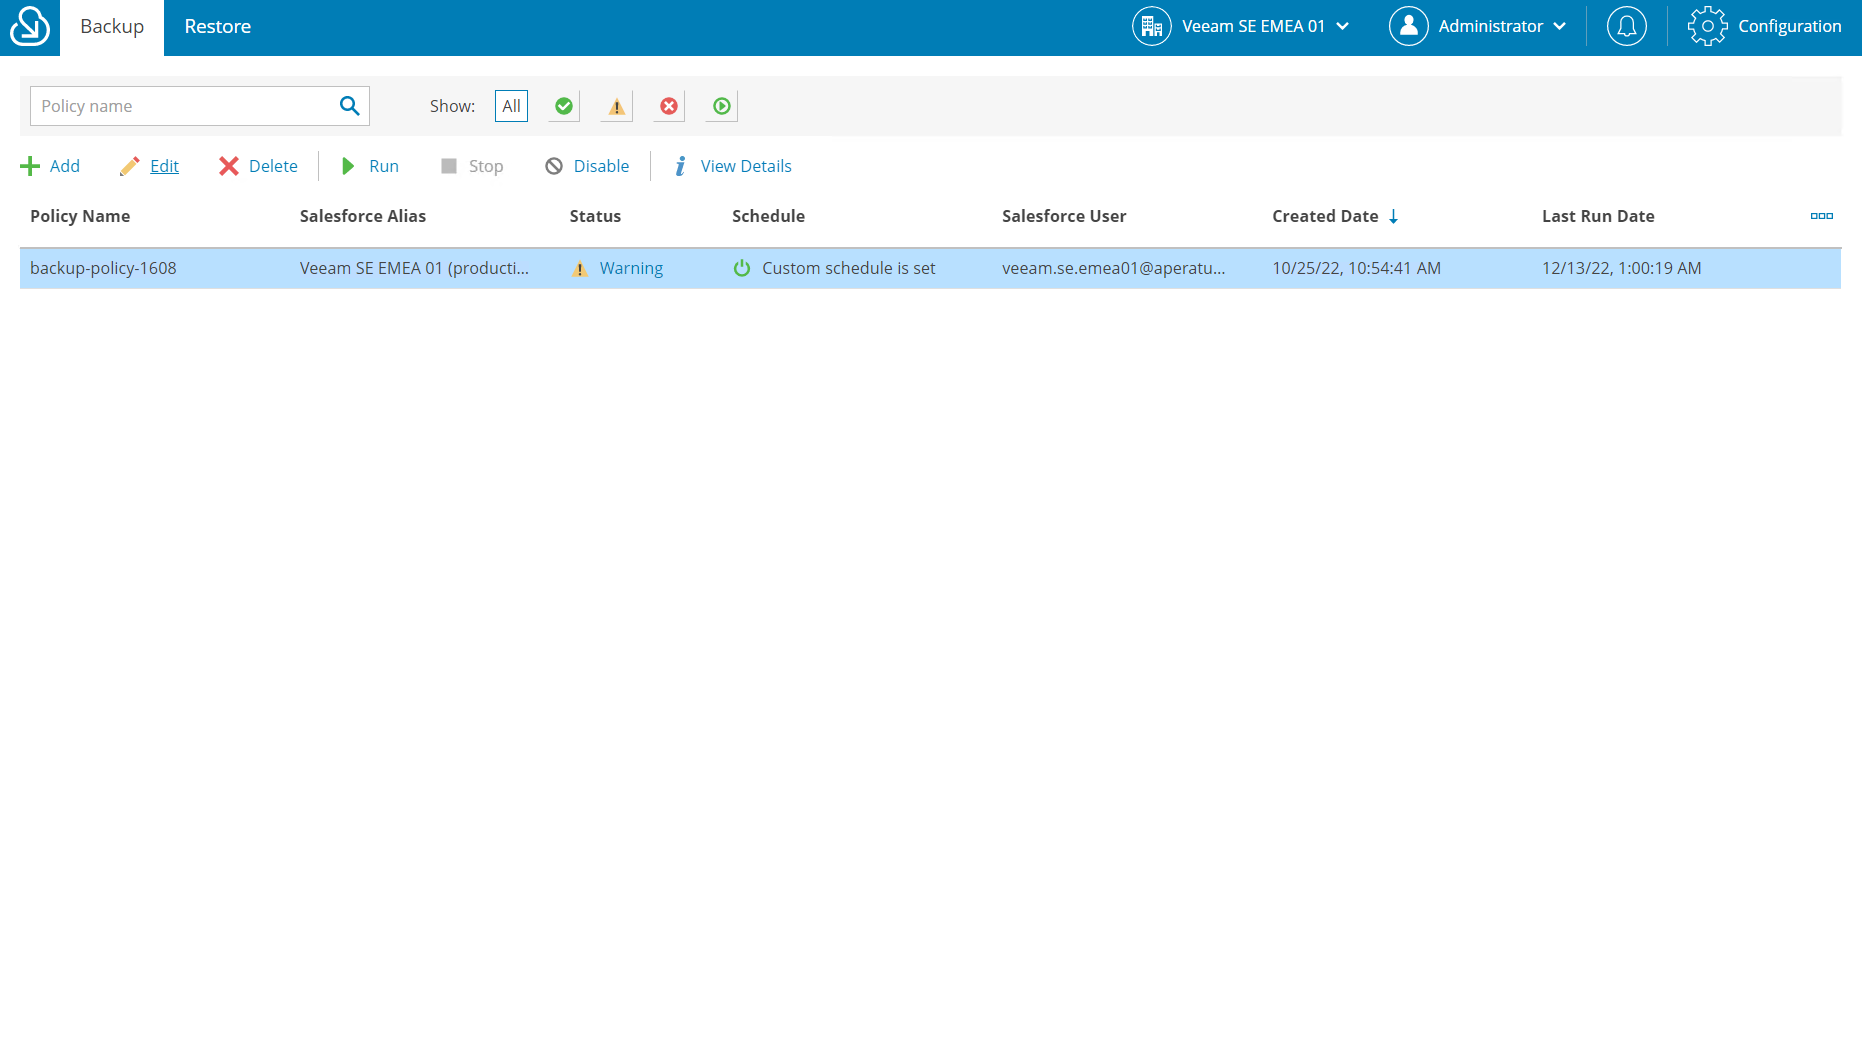 Backup Restore Veeam SE EMEA 01 Administrator Configuration
Policy name Show: All
Add Edit Delete Run Stop Disable i View Details
Policy Name Salesforce Alias Status Schedule Salesforce User Created Date Last Run Date
backup-policy-1608 Veeam SE EMEA 01 (producti... Warning Custom schedule is set veeam.se.emea01@aperatu... 10/25/22, 10:54:41 AM 12/13/22, 1:00:19 AM